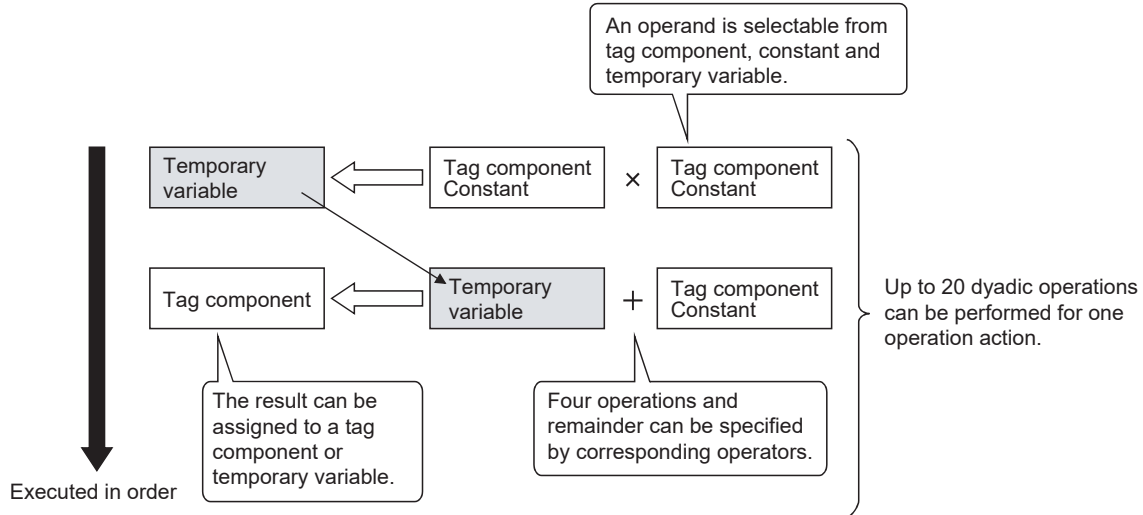 An operand is selectable from
tag component, constant and
temporary variable.
Temporary
variable
Tag component
Constant
×
Tag component
Constant
Tag component
Temporary
variable
+
Tag component
Constant
Up to 20 dyadic operations
can be performed for one
operation action.
The result can be
assigned to a tag
component or
temporary variable.
Four operations and
remainder can be specified
by corresponding operators.
Executed in order